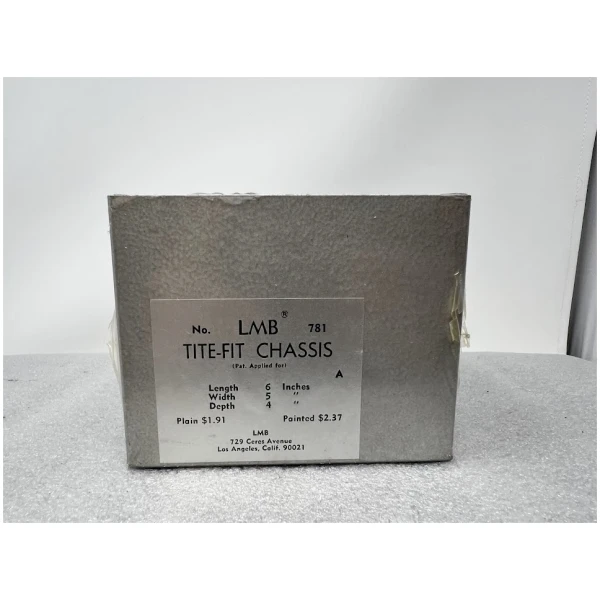 No. LMB® 781
TITE-FIT CHASSIS
(Pat. Applied for)
A
Length 6 Inches
Width 5 "
Depth 4 "
Plain $1.91 Painted $2.37
LMB
729 Ceres Avenue
Los Angeles, Calif. 90021